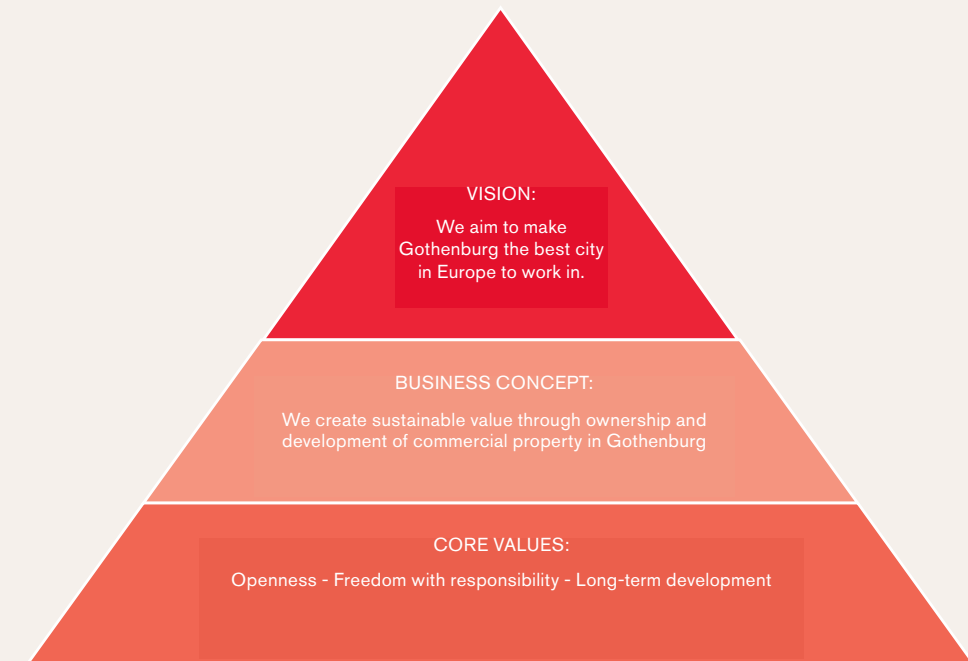 VISION:
We aim to make
Gothenburg the best city
in Europe to work in.
BUSINESS CONCEPT:
We create sustainable value through ownership and
development of commercial property in Gothenburg
CORE VALUES:
Openness - Freedom with responsibility - Long-term development